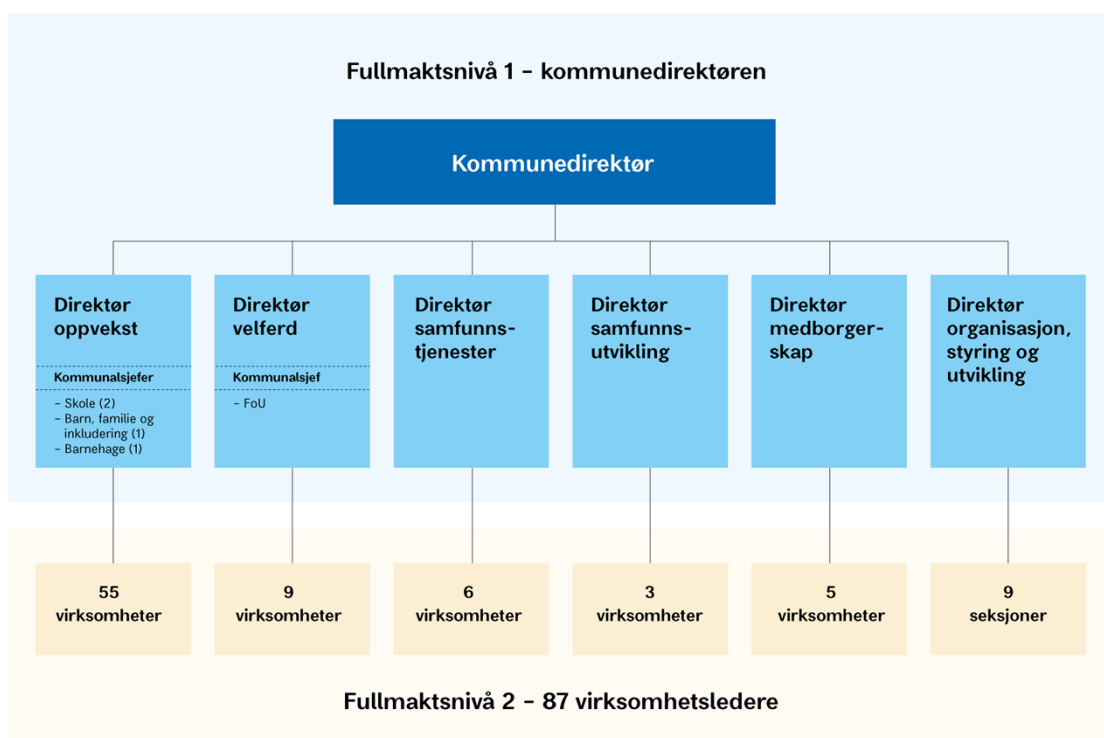 Fullmaktsnivå 1 – kommunedirektøren
Kommunedirektør
Direktør
oppvekst
Kommunalsjefer
– Skole (2)
– Barn, familie og
inkludering (1)
– Barnehage (1)
Direktør
velferd
Kommunalsjef
– FoU
Direktør
samfunns-
tjenester
Direktør
samfunns-
utvikling
Direktør
medborger-
skap
Direktør
organisasjon,
styring og
utvikling
55
virksomheter
9
virksomheter
6
virksomheter
3
virksomheter
5
virksomheter
9
seksjoner
Fullmaktsnivå 2 – 87 virksomhetsledere